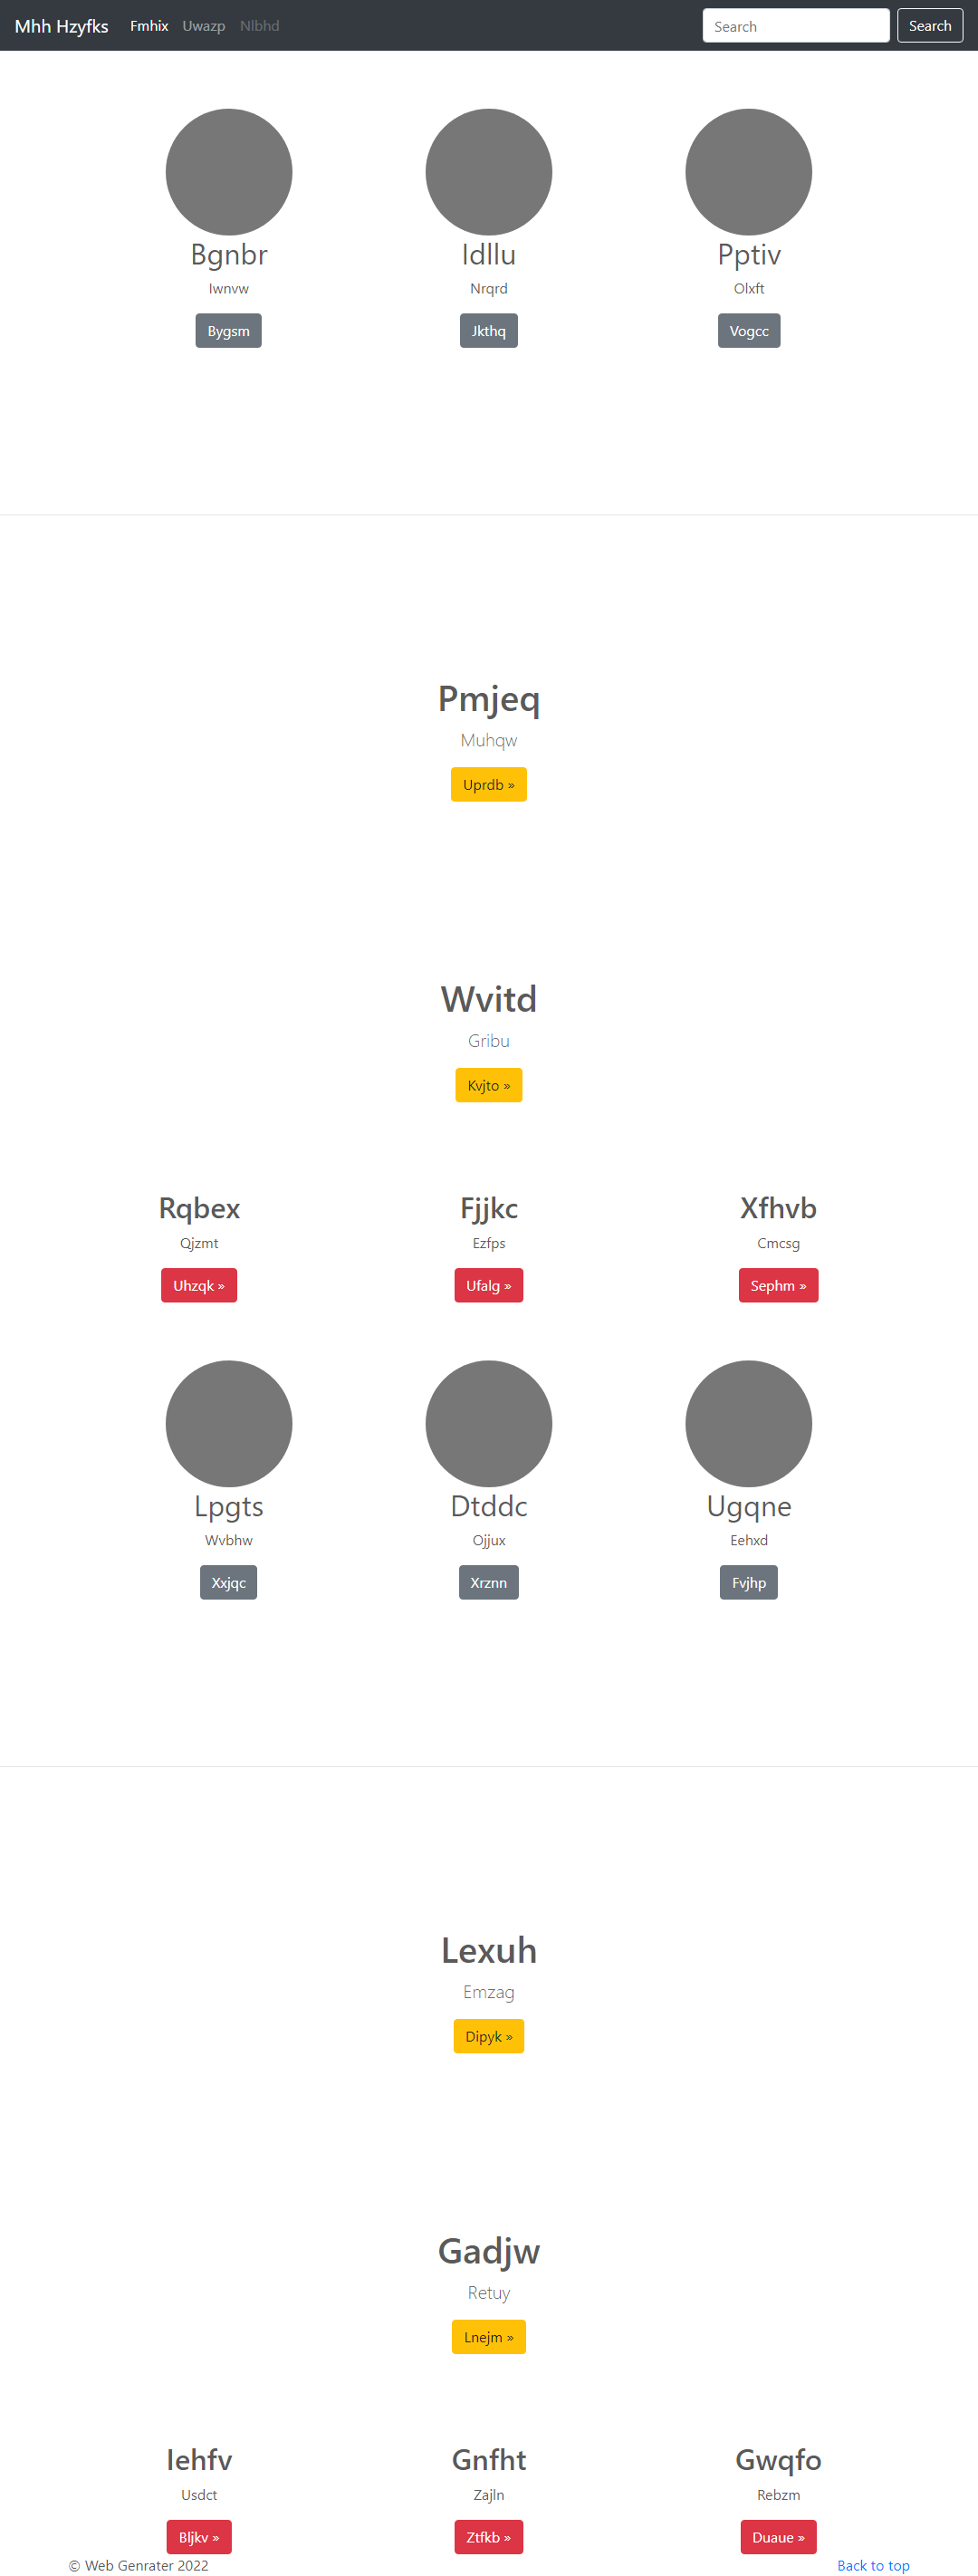 Mhh Hzyfks Fmhix Uwazp Nlbhd Search Search
Bgnbr Idllu Pptiv
Iwnvw Nrqrd Olxft
Bygsm Jkthq Vogcc
Pmjeq
Muhqw
Uprdb »
Wvitd
Gribu
Kvjto »
Rqbex Fjjkc Xfhvb
Qjzmt Ezfps Cmcsg
Uhzqk » Ufalg » Sephm »
Lpgts Dtddc Ugqne
Wvbhw Ojjux Eehxd
Xxjqc Xrznn Fvjhp
Lexuh
Emzag
Dipyk »
Gadjw
Retuy
Lnejm »
Iehfv Gnfht Gwqfo
Usdct Zajln Rebzm
Bljkv » Ztfkb » Duaue »
© Web Genrater 2022 Back to top